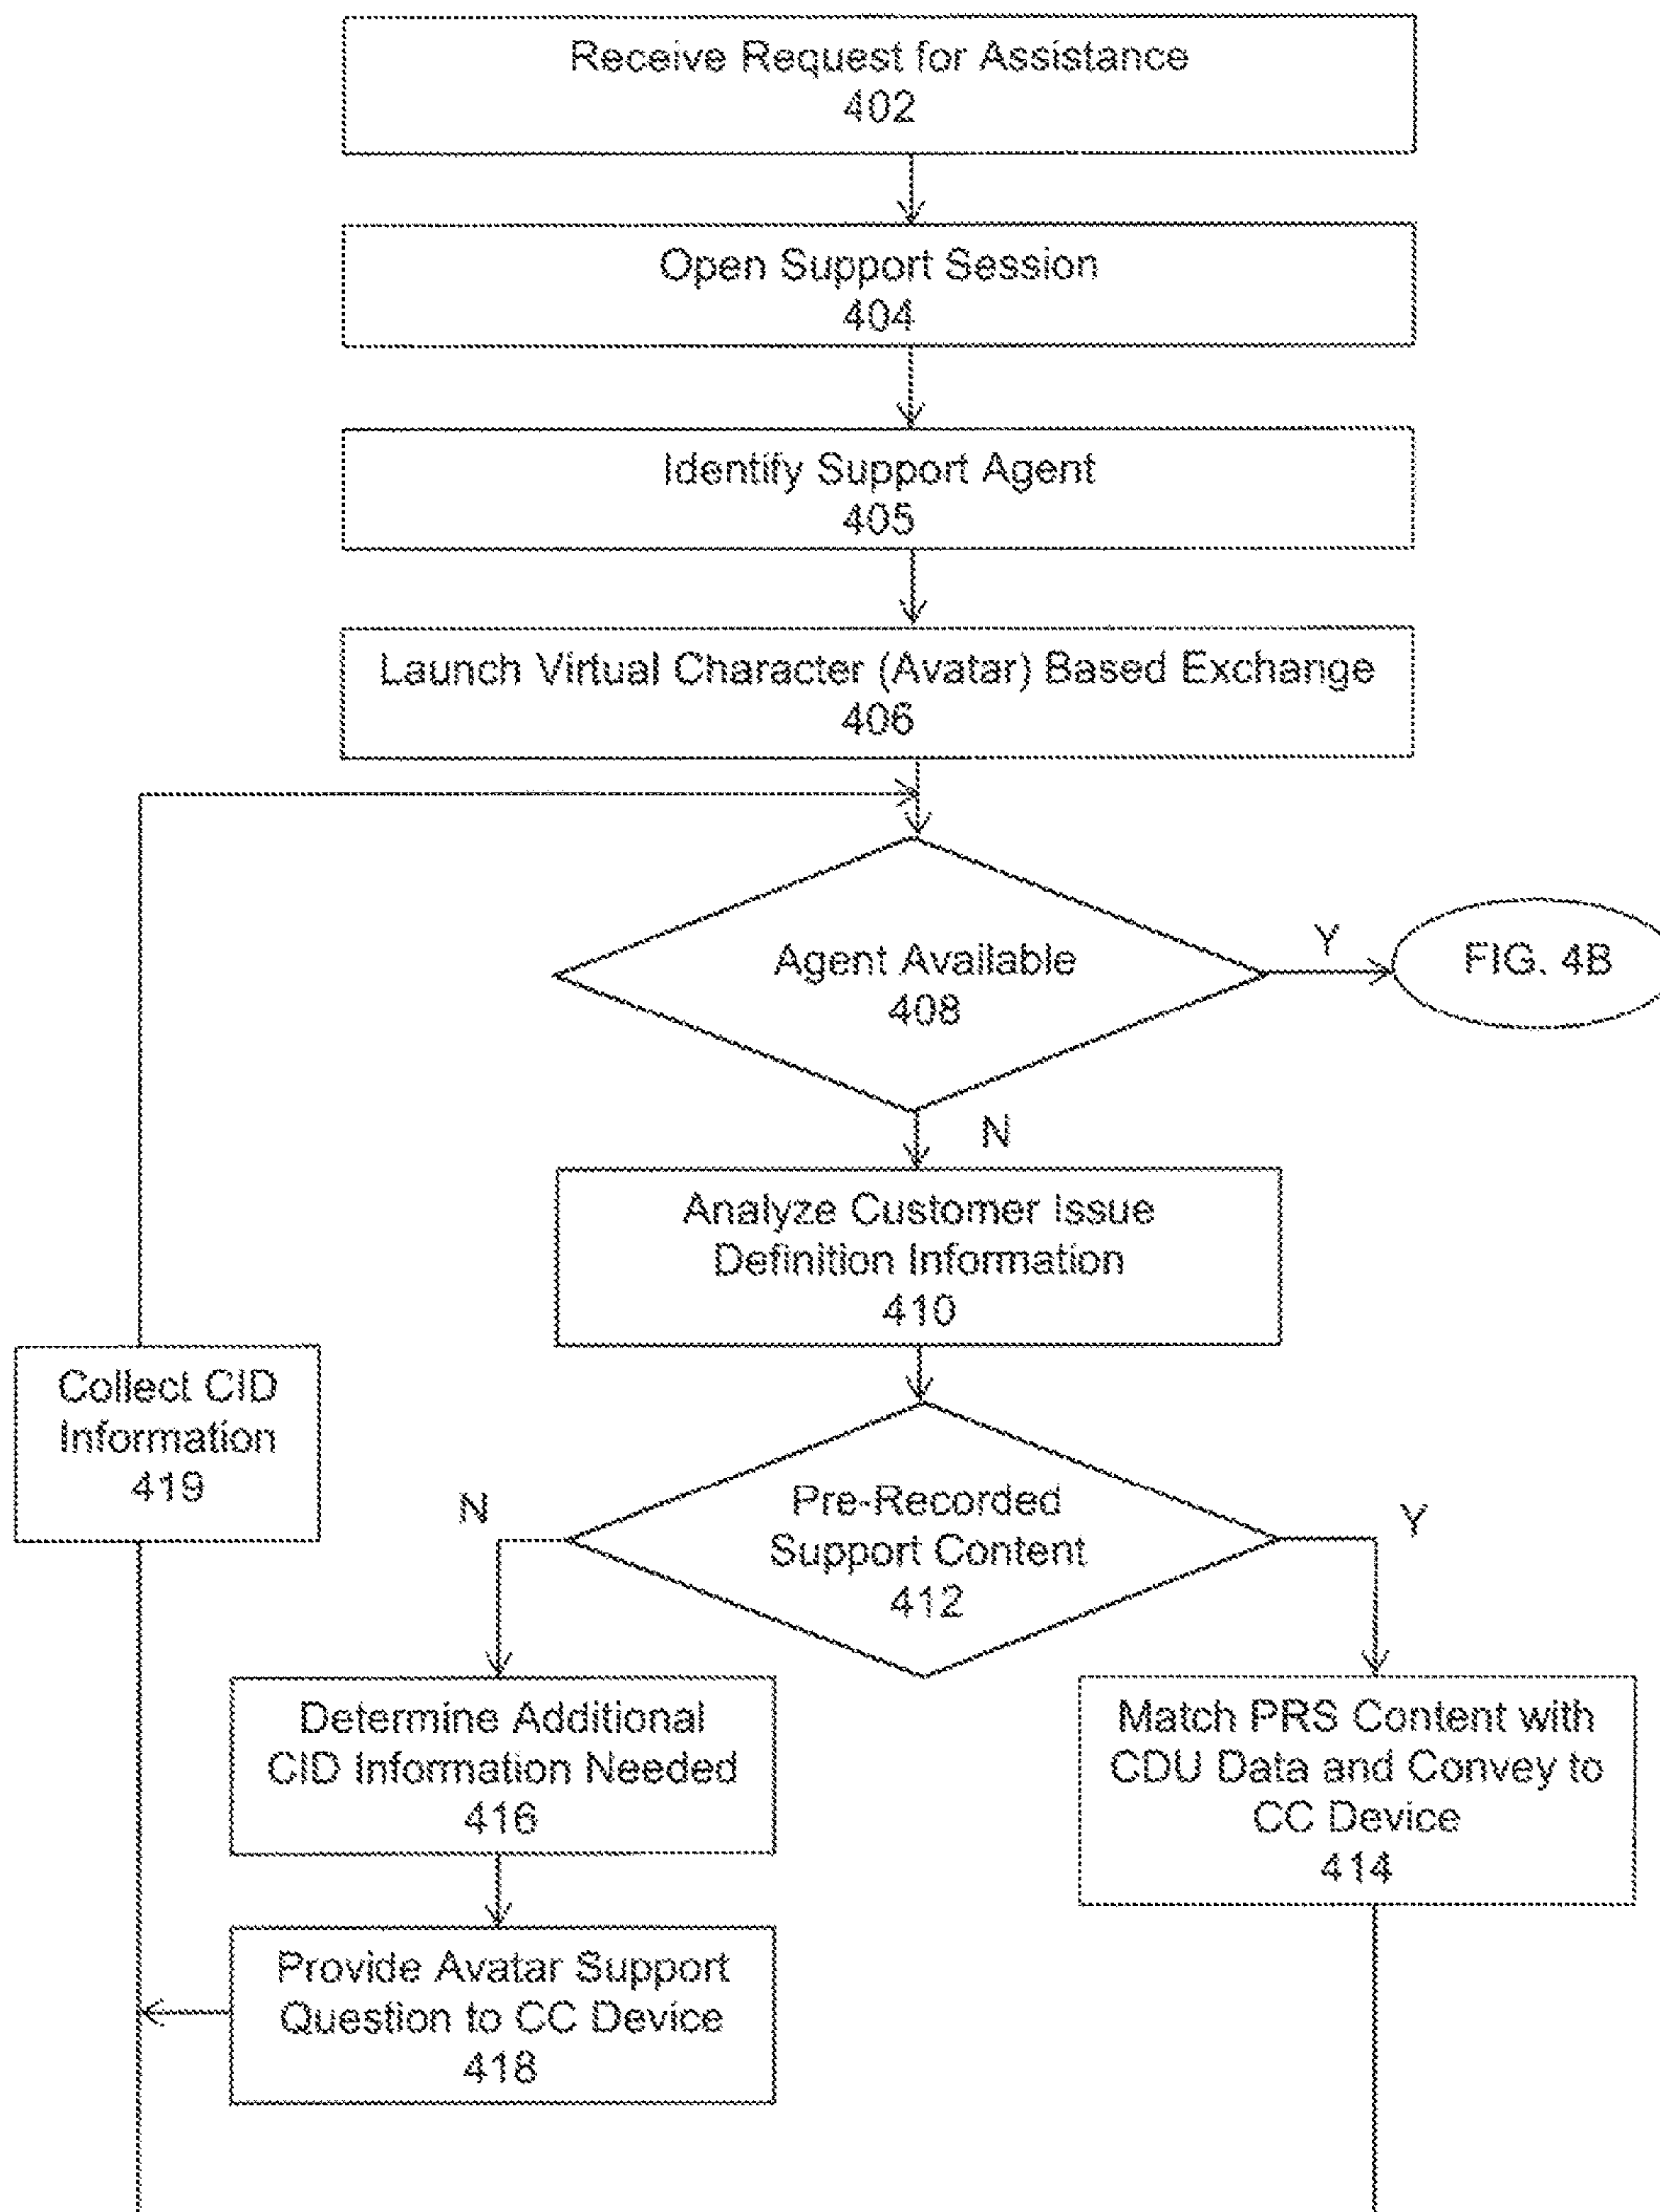 Receive Request for Assistance
402
Open Support Session
404
Identify Support Agent
405
Launch Virtual Character (Avatar) Based Exchange
406
Agent Available
408
Y
FIG. 4B
N
Analyze Customer Issue
Definition Information
410
Collect CID
Information
419
N
Pre-Recorded
Support Content
412
Y
Determine Additional
CID Information Needed
416
Match PRS Content with
CDU Data and Convey to
CC Device
414
Provide Avatar Support
Question to CC Device
418